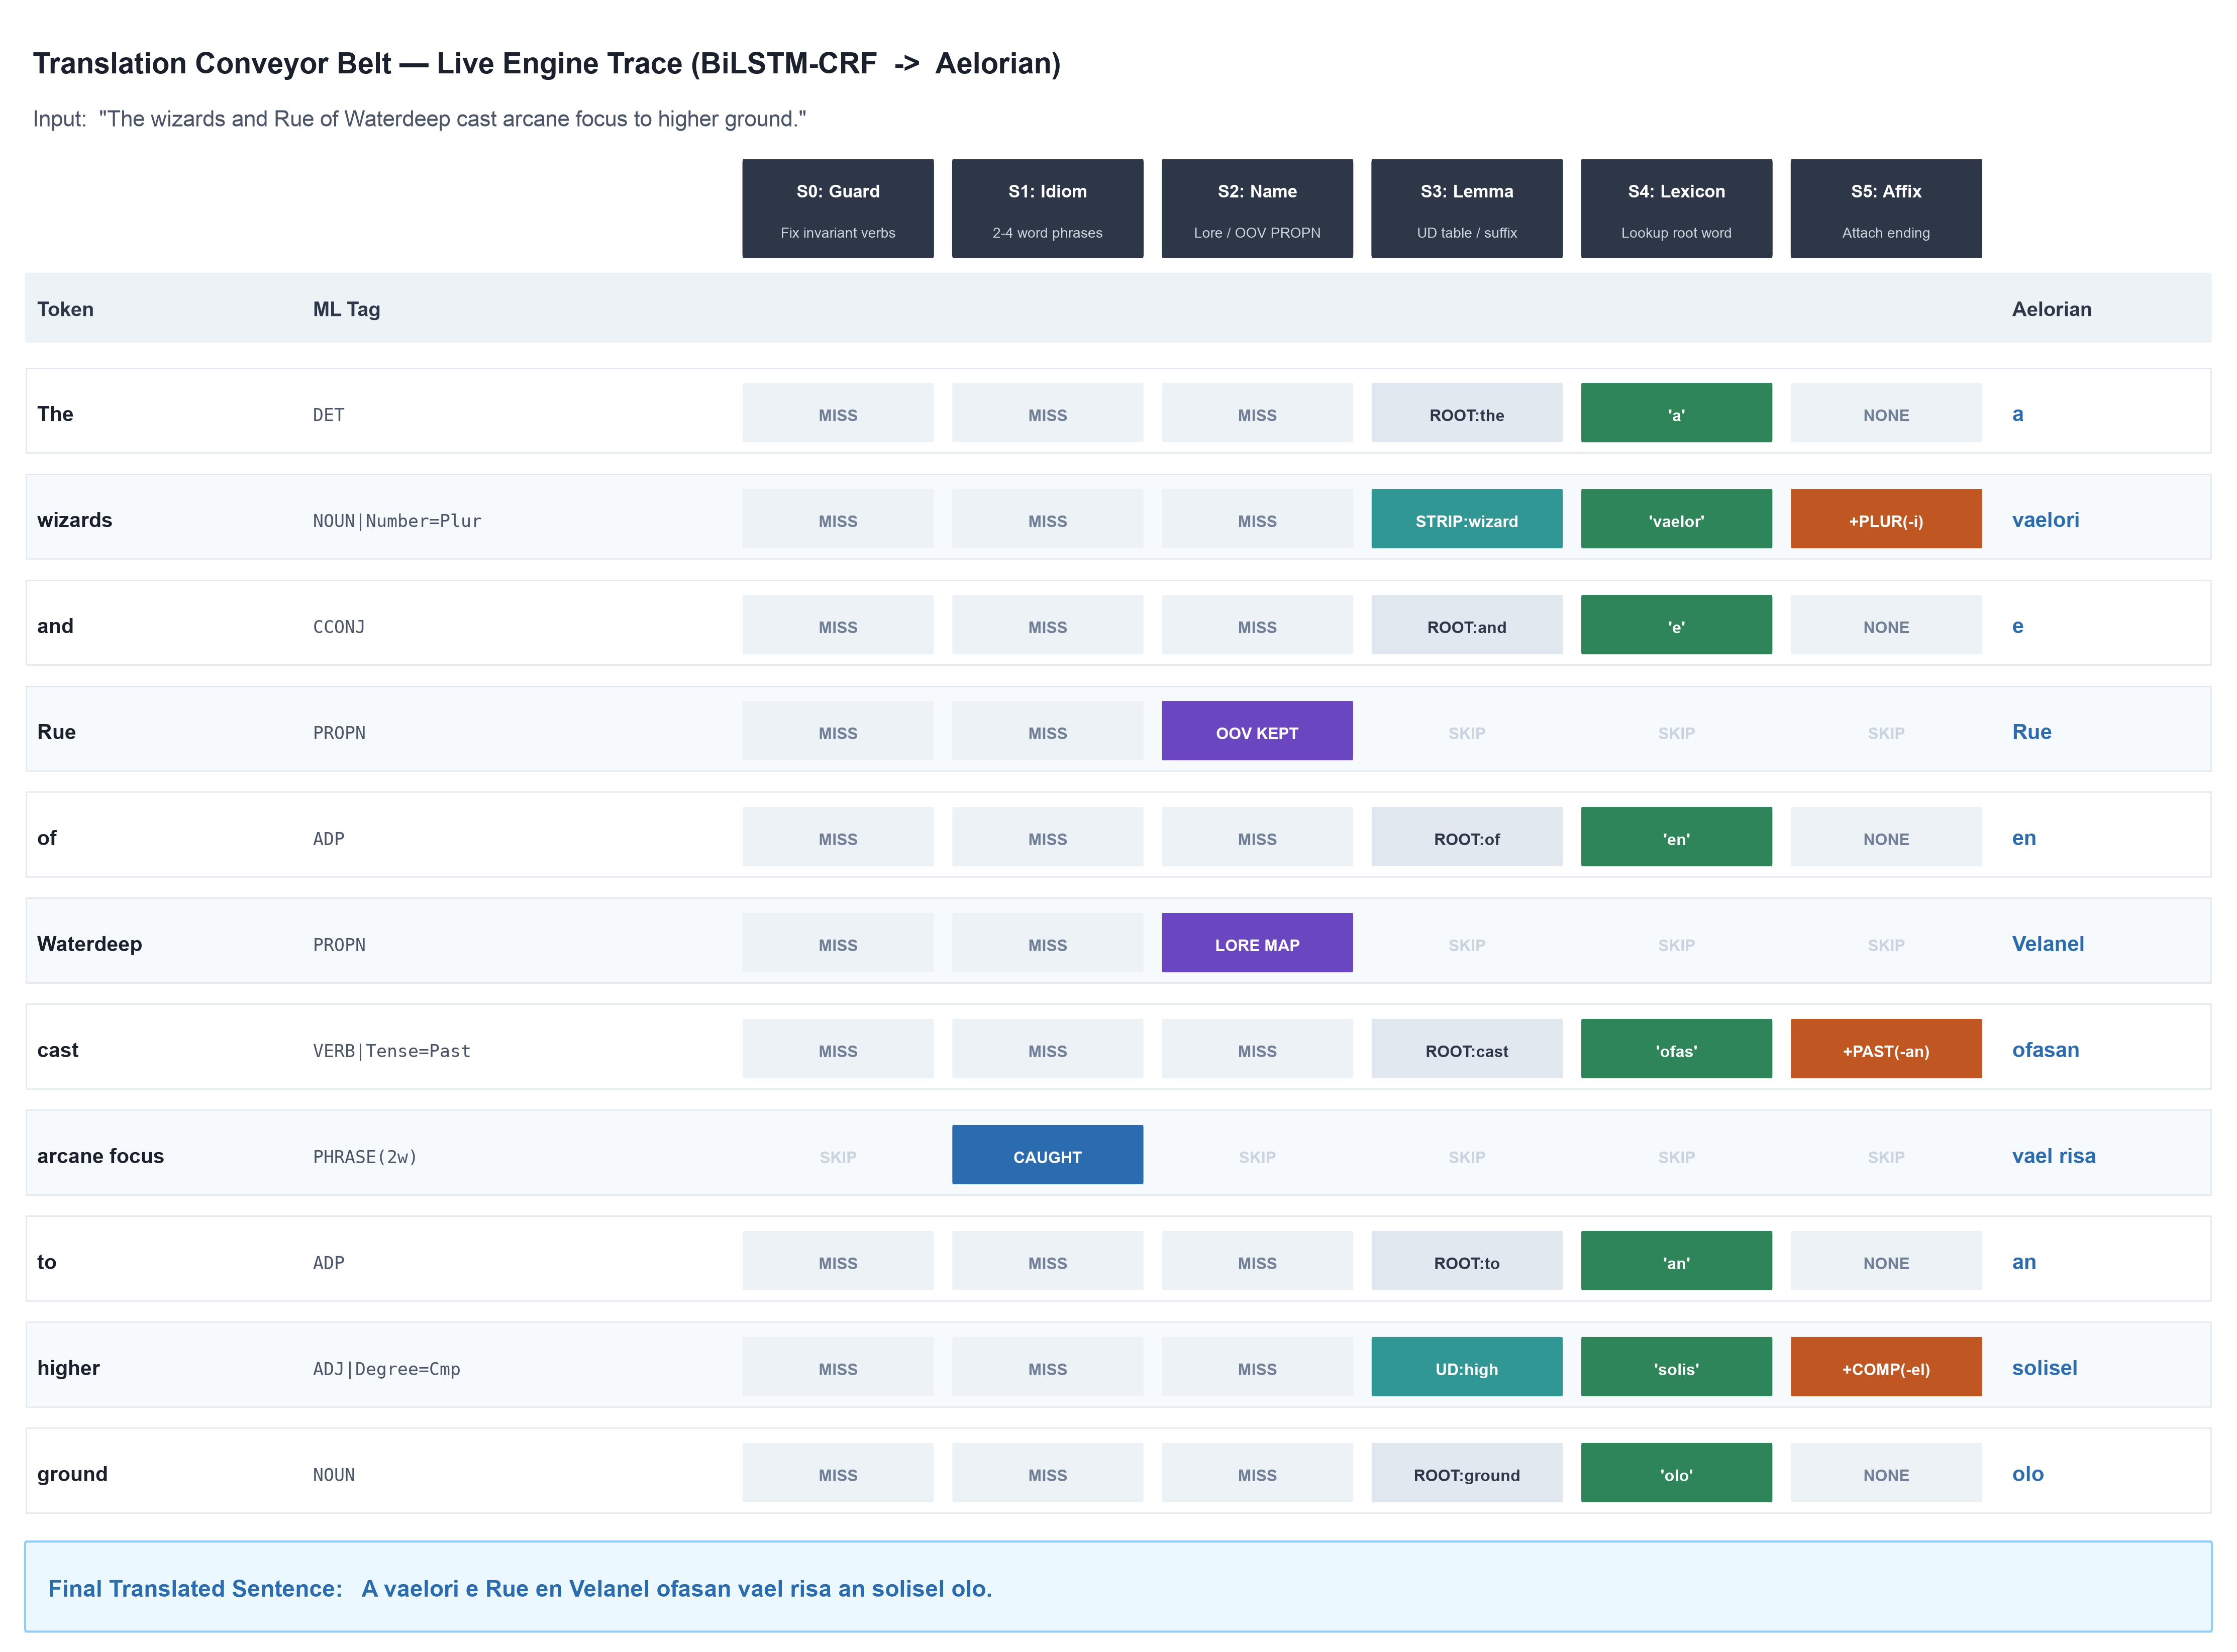 Translation Conveyor Belt — Live Engine Trace (BiLSTM-CRF -> Aelorian)
Input: "The wizards and Rue of Waterdeep cast arcane focus to higher ground."
S0: Guard S1: Idiom S2: Name S3: Lemma S4: Lexicon S5: Affix
Fix invariant verbs 2-4 word phrases Lore / OOV PROPN UD table / suffix Lookup root word Attach ending
Token ML Tag Aelorian
The DET MISS MISS MISS ROOT:the 'a' NONE a
wizards NOUN|Number=Plur MISS MISS MISS STRIP:wizard 'vaelor' +PLUR(-i) vaelori
and CCONJ MISS MISS MISS ROOT:and 'e' NONE e
Rue PROPN MISS MISS OOV KEPT SKIP SKIP SKIP Rue
of ADP MISS MISS MISS ROOT:of 'en' NONE en
Waterdeep PROPN MISS MISS LORE MAP SKIP SKIP SKIP Velanel
cast VERB|Tense=Past MISS MISS MISS ROOT:cast 'ofas' +PAST(-an) ofasan
arcane focus PHRASE(2w) SKIP CAUGHT SKIP SKIP SKIP SKIP vael risa
to ADP MISS MISS MISS ROOT:to 'an' NONE an
higher ADJ|Degree=Cmp MISS MISS MISS UD:high 'solis' +COMP(-el) solisel
ground NOUN MISS MISS MISS ROOT:ground 'olo' NONE olo
Final Translated Sentence: A vaelori e Rue en Velanel ofasan vael risa an solisel olo.